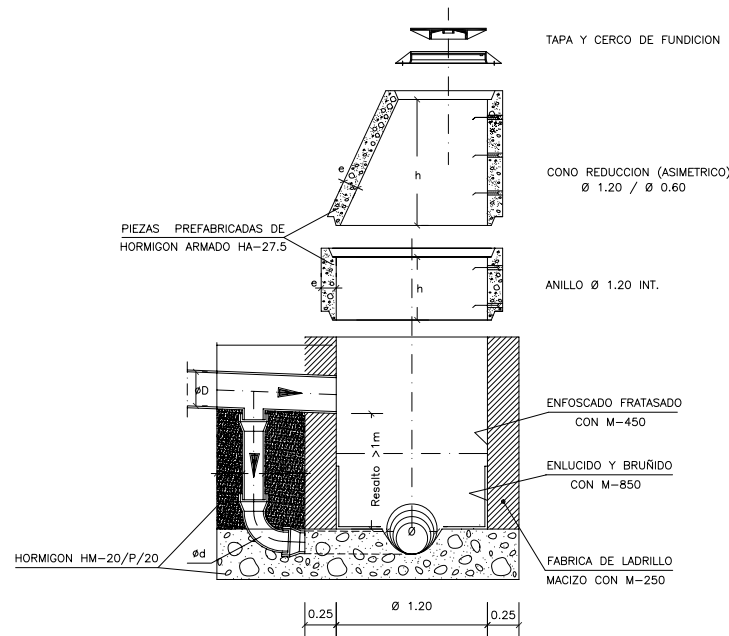 TAPA Y CERCO DE FUNDICION
e
h
CONO REDUCCION (ASIMETRICO)
Ø 1.20 / Ø 0.60
PIEZAS PREFABRICADAS DE
HORMIGON ARMADO HA-27.5
e
h
ANILLO Ø 1.20 INT.
øD
Resalto >1m
ENFOSCADO FRATASADO
CON M-450
ENLUCIDO Y BRUÑIDO
CON M-850
Ø
HORMIGON HM-20/P/20
ød
FABRICA DE LADRILLO
MACIZO CON M-250
0.25
Ø 1.20
0.25